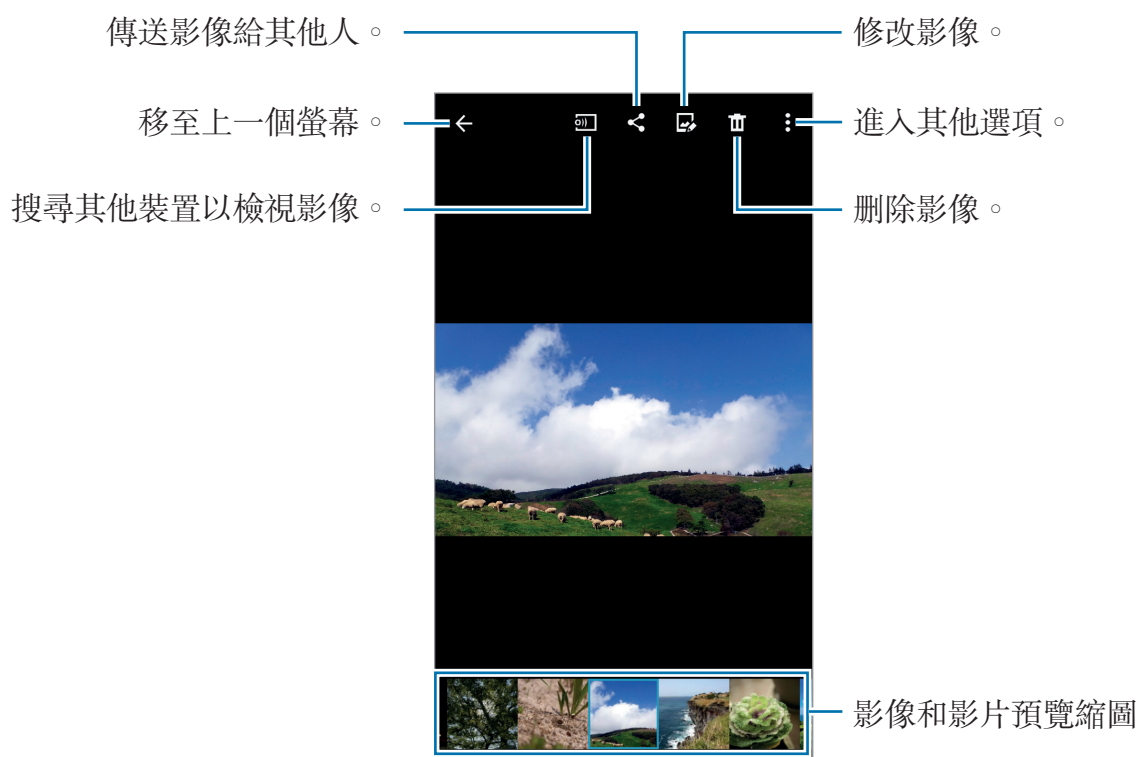 傳送影像給其他人。
修改影像。
移至上一個螢幕。
進入其他選項。
搜尋其他裝置以檢視影像。
刪除影像。
影像和影片預覽縮圖